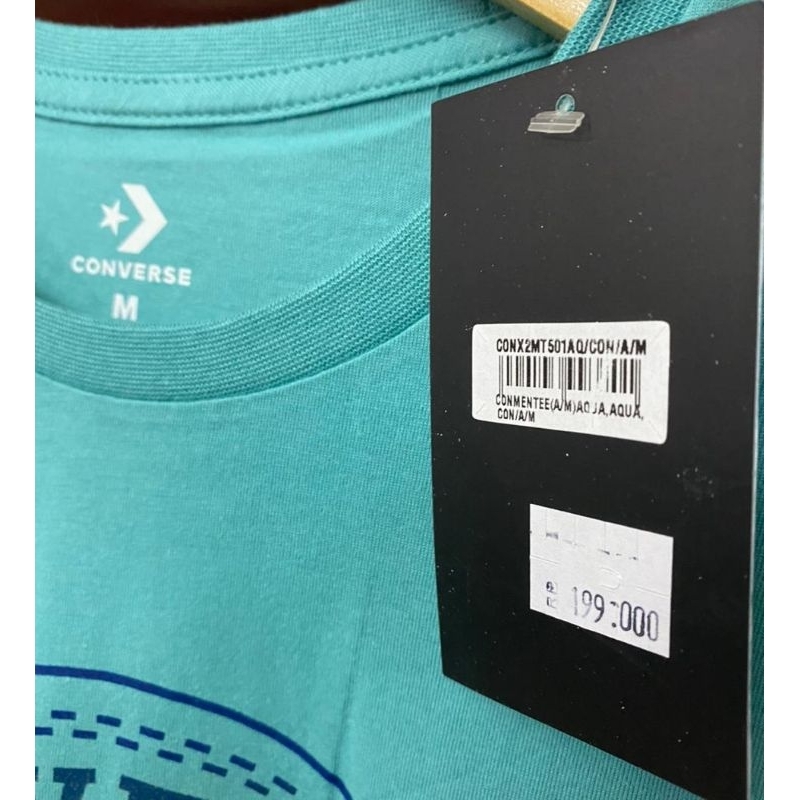 CONVERSE
M
CONX2MT501AQ/CON/A/M
CONMENTEE(A/M)AQUA,AQUA,
CON/A/M
199.000